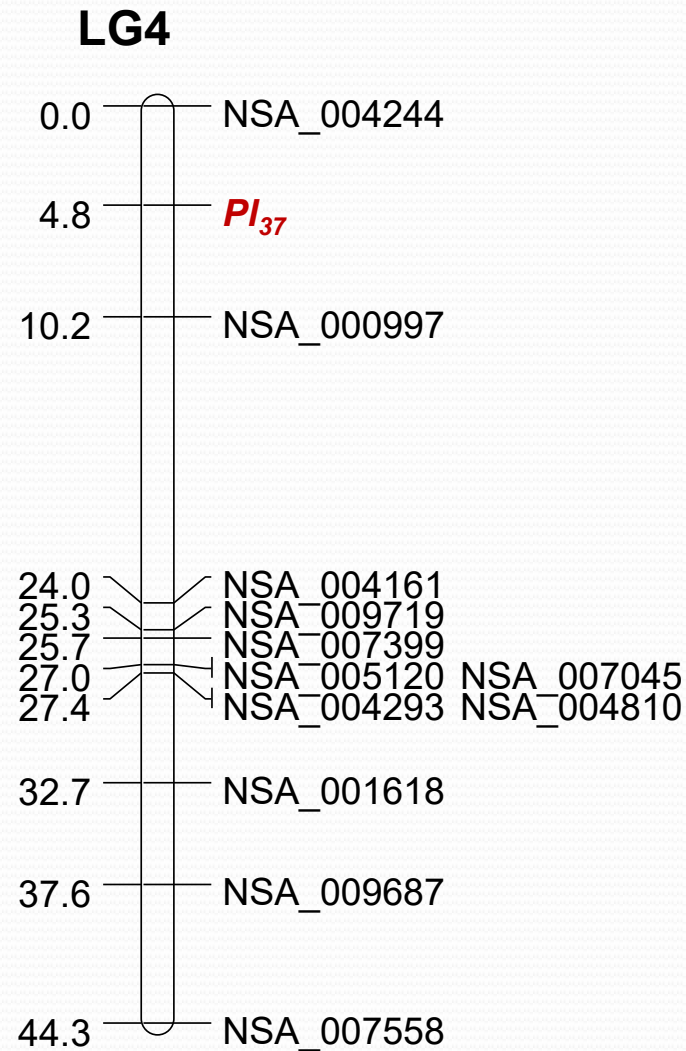 LG4
0.0 NSA_004244
4.8 Pl37
10.2 NSA_000997
24.0 NSA_004161
25.3 NSA_009719
25.7 NSA_007399
27.0 NSA_005120 NSA_007045
27.4 NSA_004293 NSA_004810
32.7 NSA_001618
37.6 NSA_009687
44.3 NSA_007558